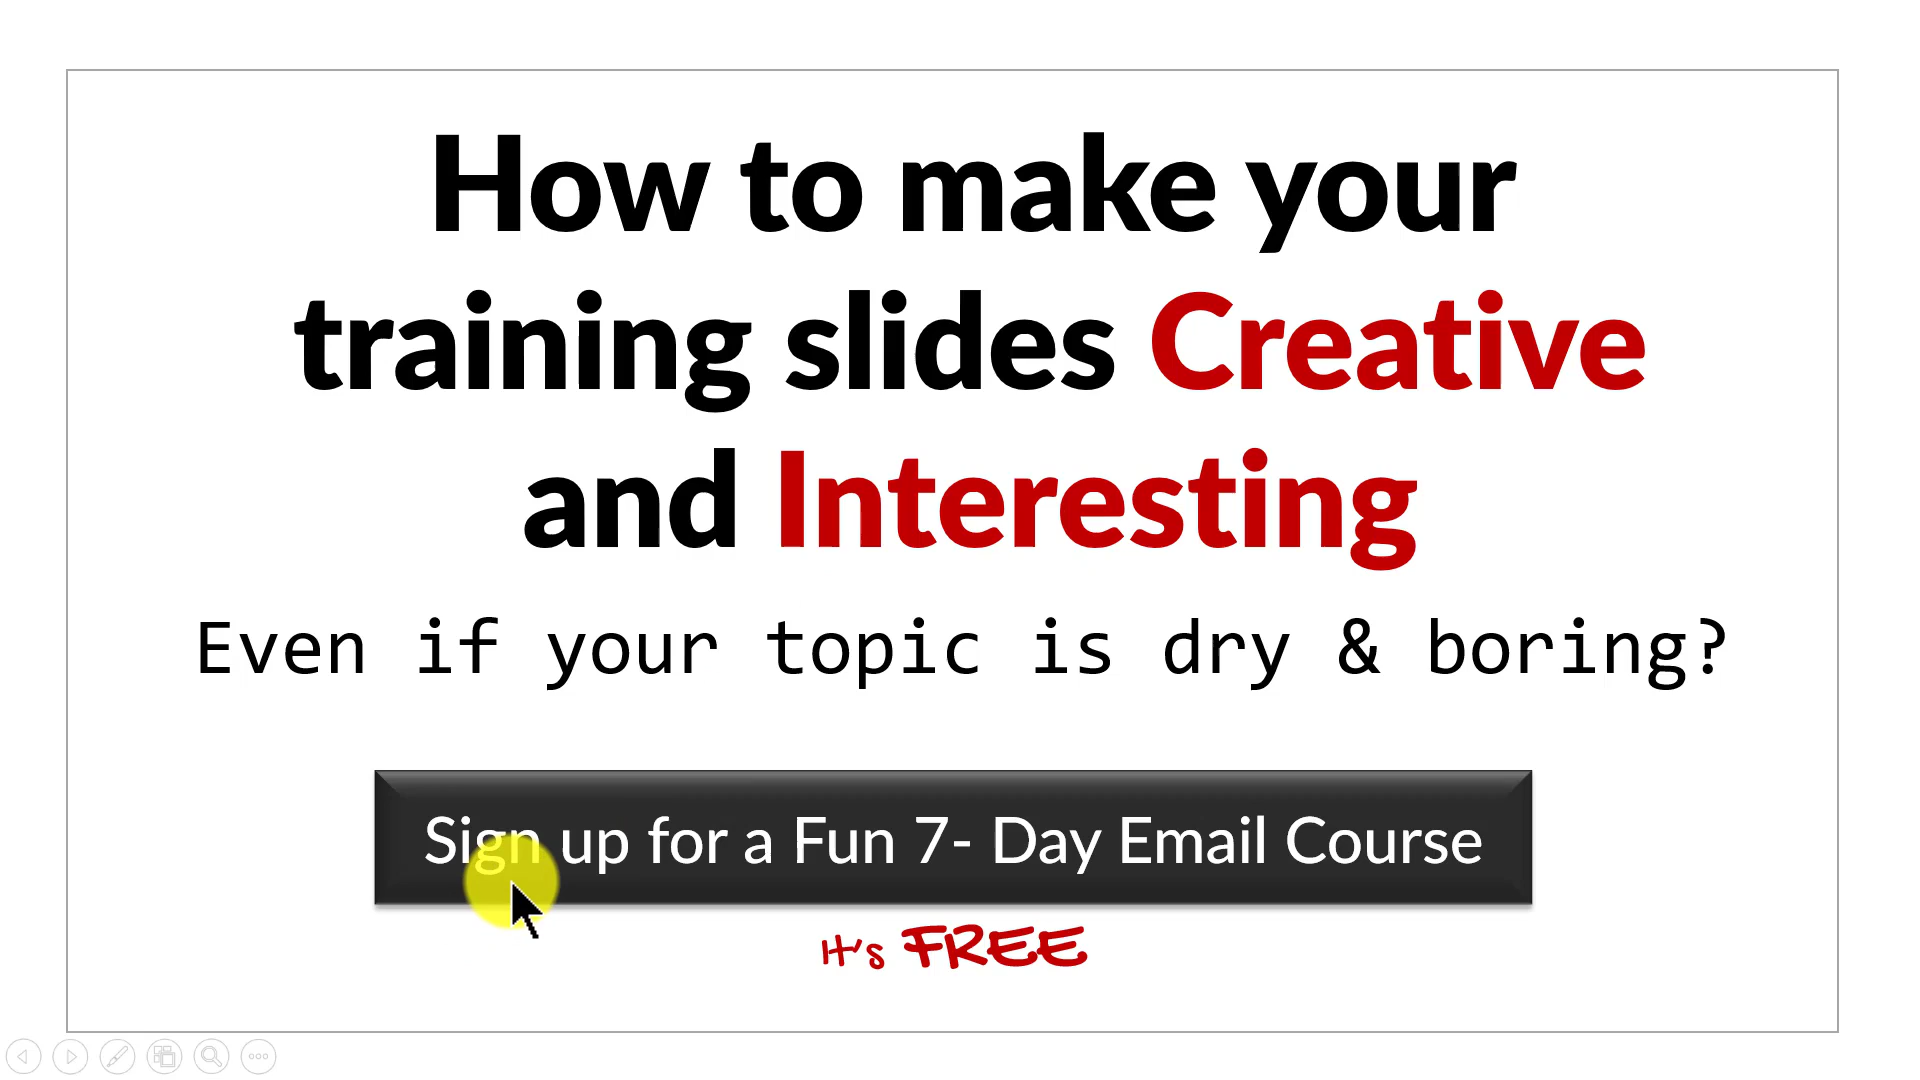 How to make your
training slides Creative
and Interesting
Even if your topic is dry & boring?
Sign up for a Fun 7- Day Email Course
It's FREE